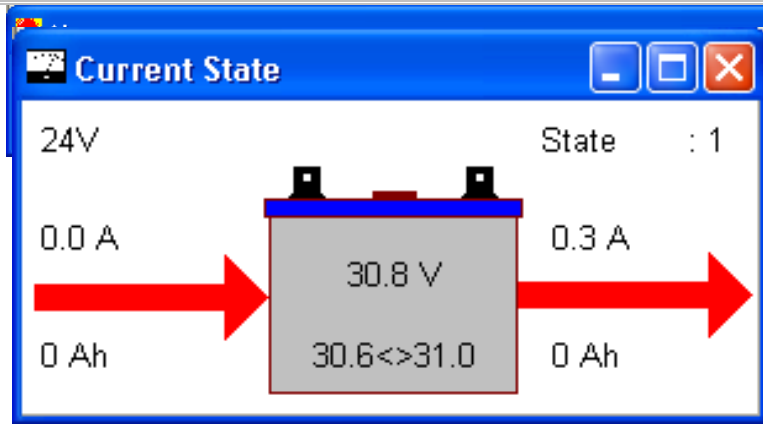 Current State
24V State : 1
0.0 A 0.3 A
30.8 V
0 Ah 30.6<>31.0 0 Ah